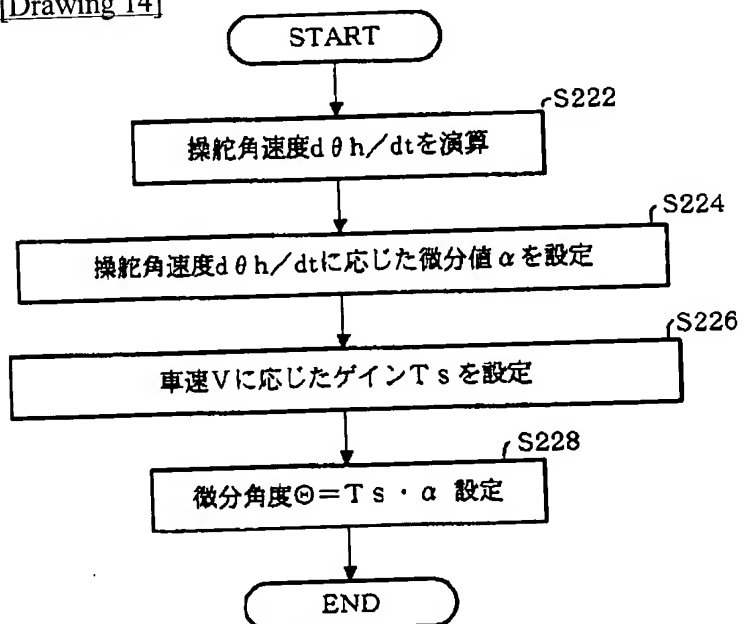 [Drawing 14]
START
S222
操舵角速度dθh／dtを演算
S224
操舵角速度dθh／dtに応じた微分値αを設定
S226
車速Vに応じたゲインTsを設定
S228
微分角度Θ＝Ts・α 設定
END